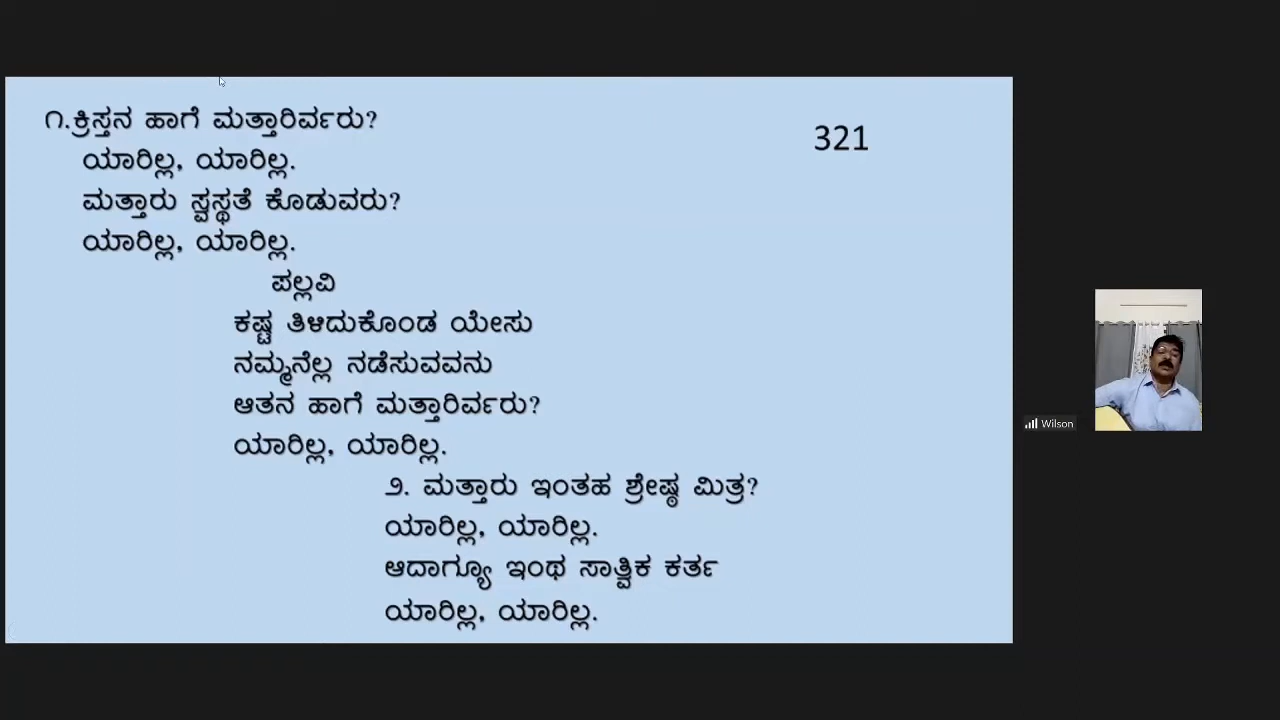 ೧.ಕ್ರಿಸ್ತನ ಹಾಗೆ ಮತ್ತಾರಿರ್ವರು?
321
ಯಾರಿಲ್ಲ, ಯಾರಿಲ್ಲ.
ಮತ್ತಾರು ಸ್ವಸ್ಥತೆ ಕೊಡುವರು?
ಯಾರಿಲ್ಲ, ಯಾರಿಲ್ಲ.
ಪಲ್ಲವಿ
ಕಷ್ಟ ತಿಳಿದುಕೊಂಡ ಯೇಸು
ನಮ್ಮನೆಲ್ಲ ನಡೆಸುವವನು
ಆತನ ಹಾಗೆ ಮತ್ತಾರಿರ್ವರು?
ಯಾರಿಲ್ಲ, ಯಾರಿಲ್ಲ.
೨. ಮತ್ತಾರು ಇಂತಹ ಶ್ರೇಷ್ಠ ಮಿತ್ರ?
ಯಾರಿಲ್ಲ, ಯಾರಿಲ್ಲ.
ಆದಾಗ್ಯೂ ಇಂಥ ಸಾತ್ವಿಕ ಕರ್ತ
ಯಾರಿಲ್ಲ, ಯಾರಿಲ್ಲ.
Wilson